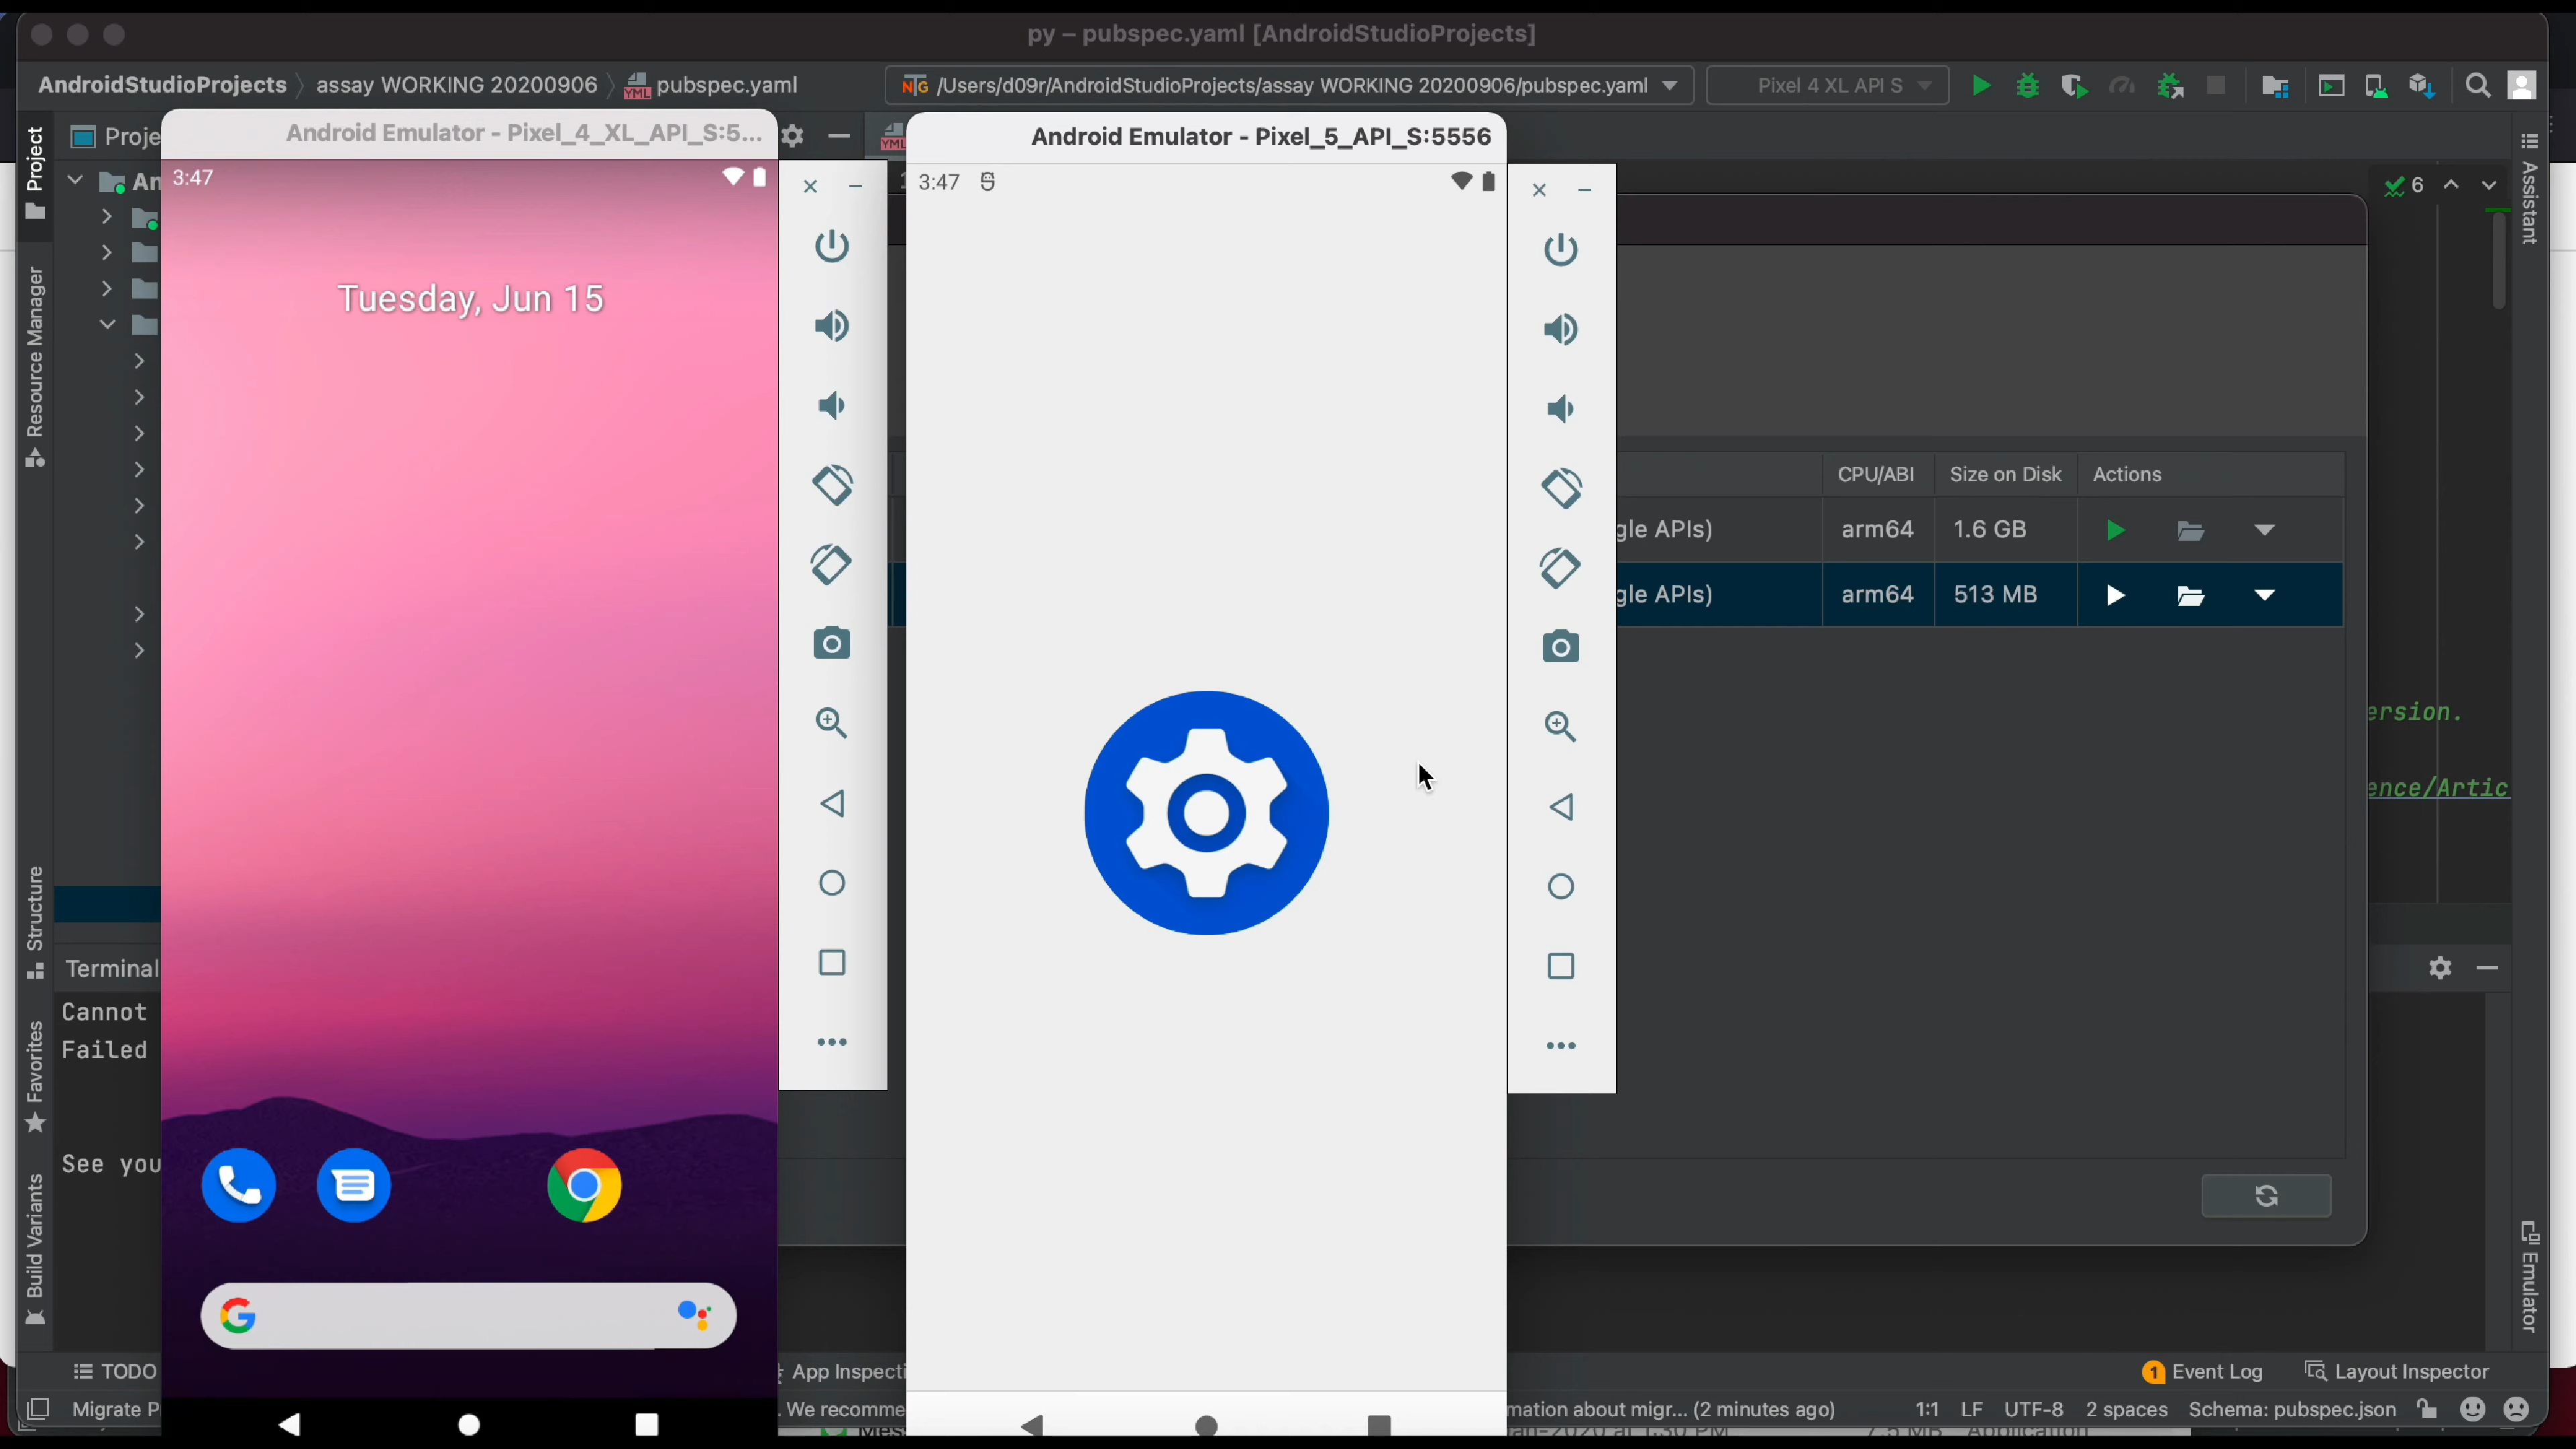 py – pubspec.yaml [AndroidStudioProjects]
AndroidStudioProjects
assay WORKING 20200906
pubspec.yaml
/Users/d09r/AndroidStudioProjects/assay WORKING 20200906/pubspec.yaml
Pixel 4 XL API S
Android Emulator - Pixel_4_XL_API_S:5...
Android Emulator - Pixel_5_API_S:5556
Project
Proje
An
3:47
3:47
6
Assistant
Tuesday, Jun 15
Resource Manager
CPU/ABI
Size on Disk
Actions
gle APIs)
arm64
1.6 GB
gle APIs)
arm64
513 MB
ersion.
ence/Artic
Structure
Terminal
Cannot
Failed
Favorites
See you
Build Variants
Emulator
TODO
App Inspecti
1 Event Log
Layout Inspector
Migrate P
. We recomme
mation about migr... (2 minutes ago)
1:1
LF
UTF-8
2 spaces
Schema: pubspec.json